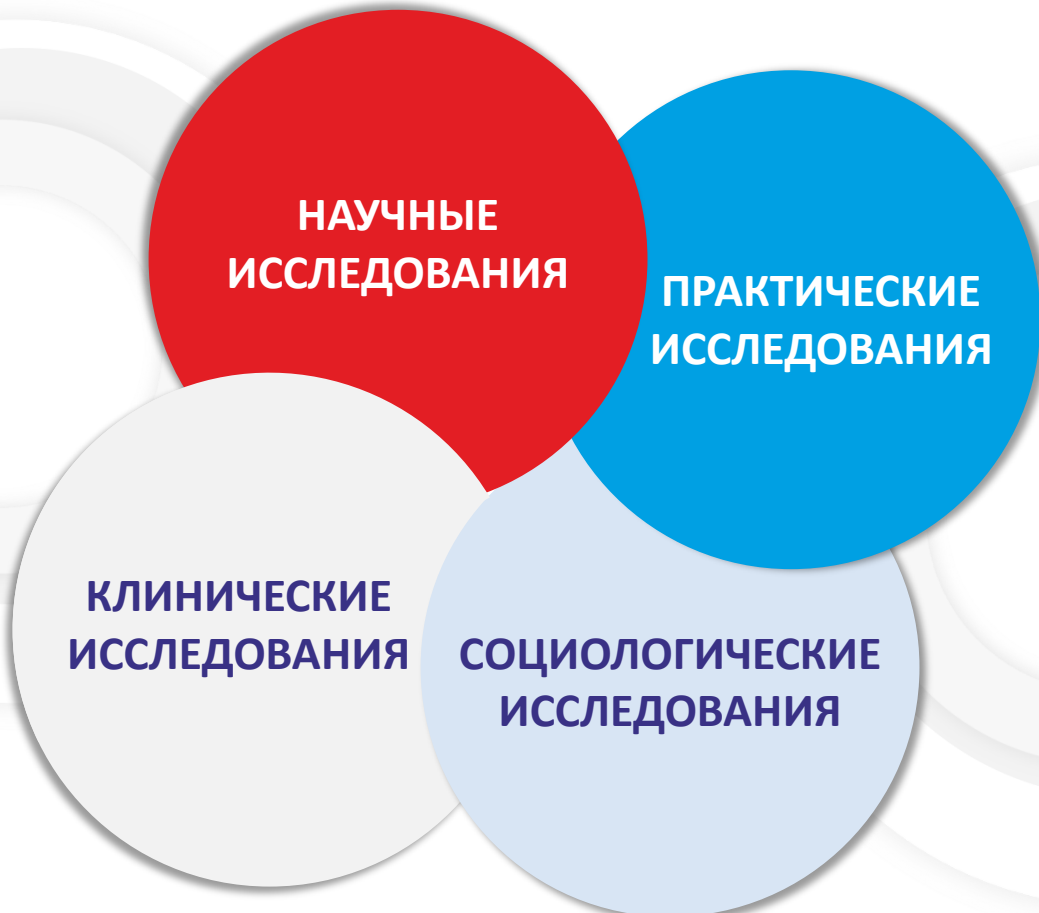 НАУЧНЫЕ
ИССЛЕДОВАНИЯ
ПРАКТИЧЕСКИЕ
ИССЛЕДОВАНИЯ
КЛИНИЧЕСКИЕ
ИССЛЕДОВАНИЯ
СОЦИОЛОГИЧЕСКИЕ
ИССЛЕДОВАНИЯ